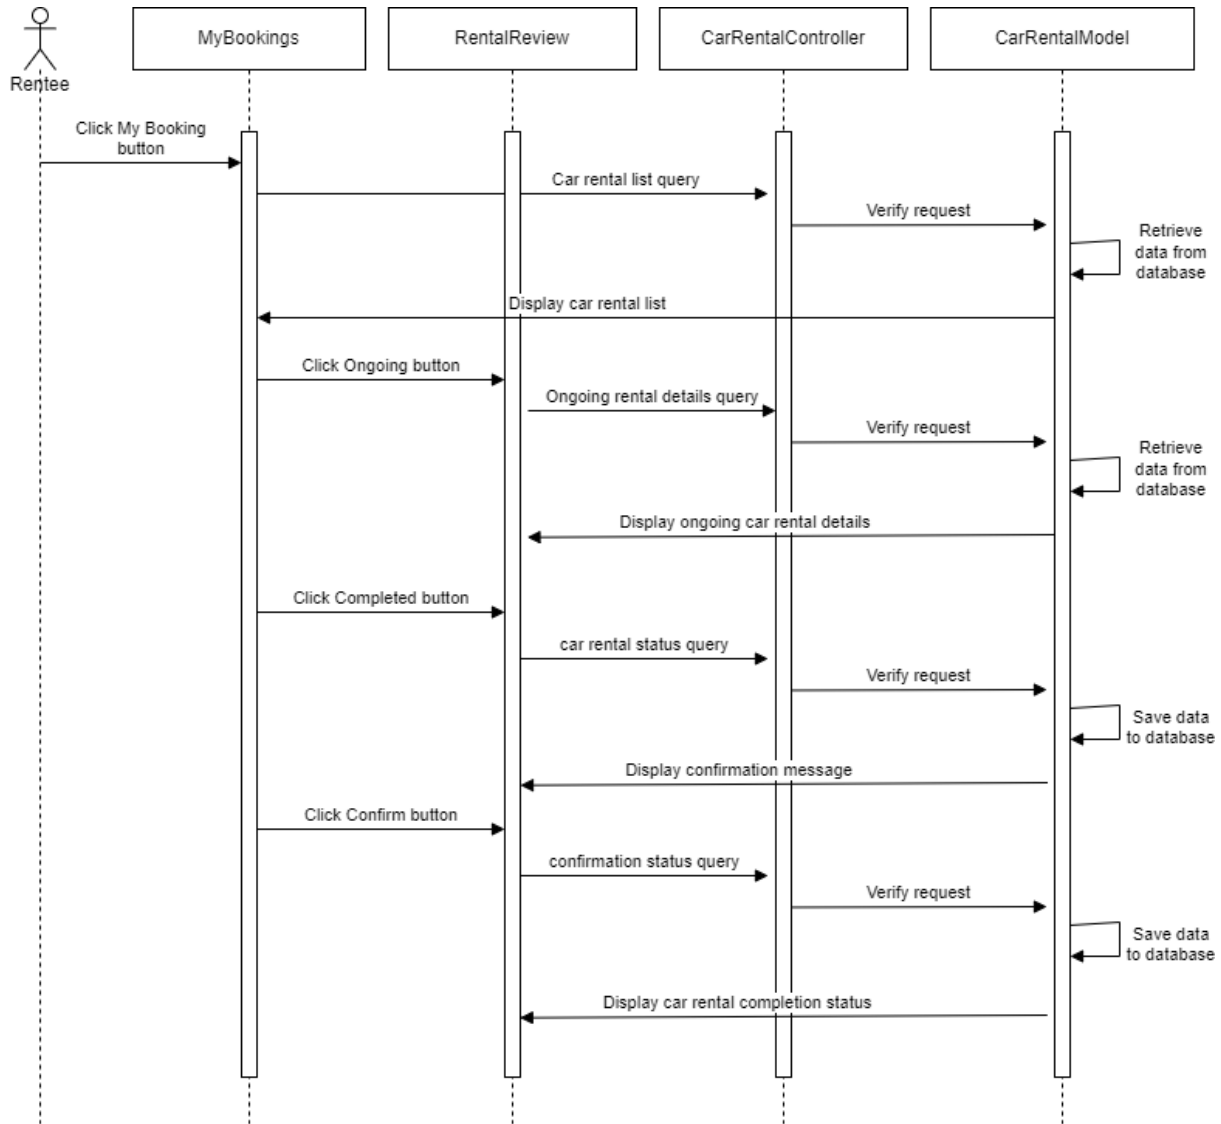 Rentee
MyBookings
RentalReview
CarRentalController
CarRentalModel
Click My Booking
button
Car rental list query
Verify request
Retrieve
data from
database
Display car rental list
Click Ongoing button
Ongoing rental details query
Verify request
Retrieve
data from
database
Display ongoing car rental details
Click Completed button
car rental status query
Verify request
Save data
to database
Display confirmation message
Click Confirm button
confirmation status query
Verify request
Save data
to database
Display car rental completion status